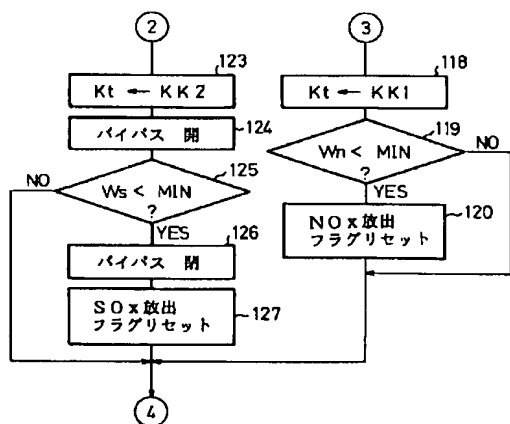 2
3
123
Kt ← KK2
118
Kt ← KK1
バイパス 開
124
119
125
NO
Ws < MIN
?
YES
Wn < MIN
?
NO
YES
NOx放出
フラグリセット
120
126
バイパス 閉
SOx放出
フラグリセット
127
4